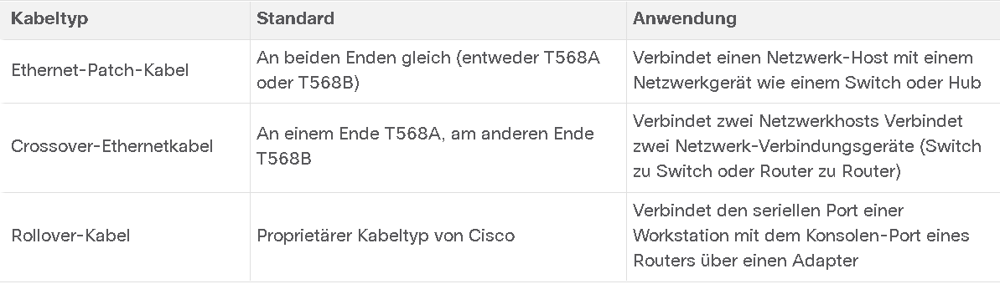 Kabeltyp Standard Anwendung
Ethernet-Patch-Kabel
An beiden Enden gleich (entweder T568A
oder T568B)
Verbindet einen Netzwerk-Host mit einem
Netzwerkgerät wie einem Switch oder Hub
Crossover-Ethernetkabel
An einem Ende T568A, am anderen Ende
T568B
Verbindet zwei Netzwerkhosts Verbindet
zwei Netzwerk-Verbindungsgeräte (Switch
zu Switch oder Router zu Router)
Rollover-Kabel
Proprietärer Kabeltyp von Cisco
Verbindet den seriellen Port einer
Workstation mit dem Konsolen-Port eines
Routers über einen Adapter